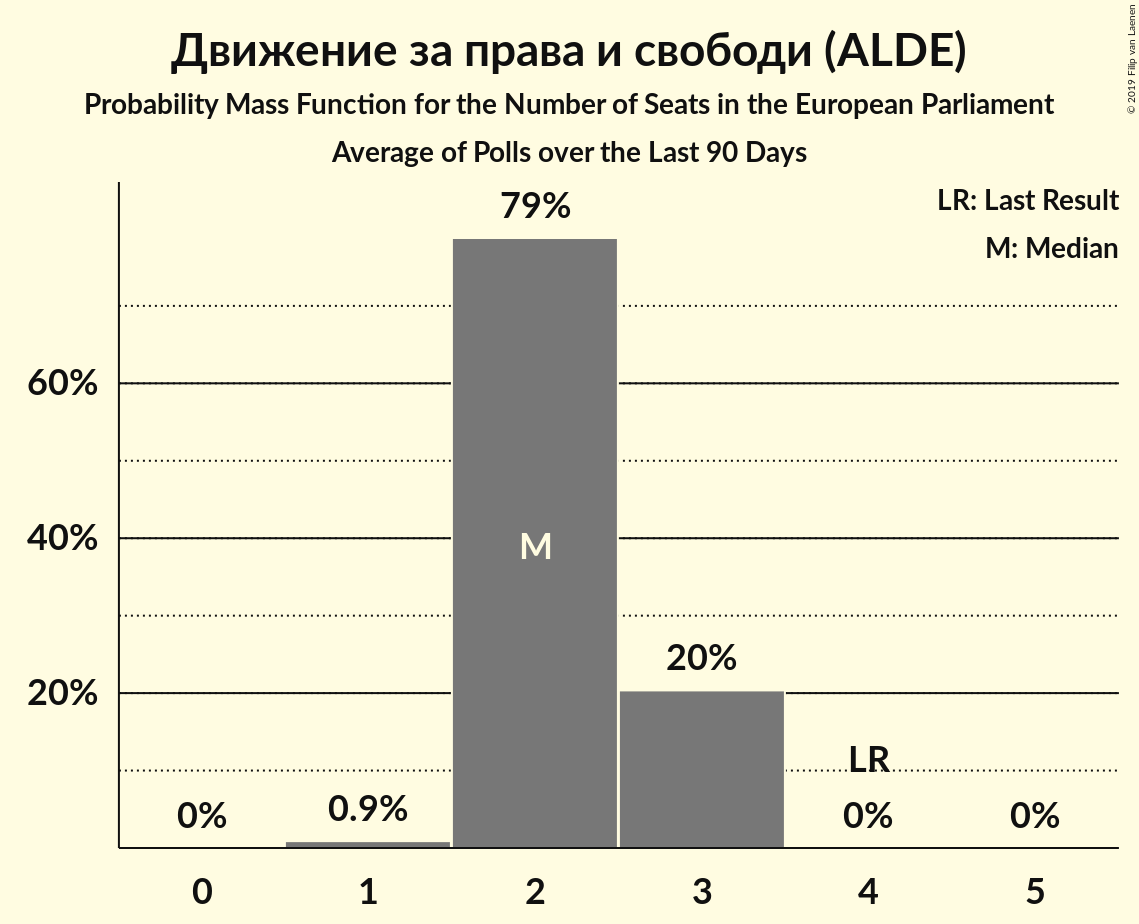 Движение за права и свободи (ALDE)
Probability Mass Function for the Number of Seats in the European Parliament
Average of Polls over the Last 90 Days
© 2019 Filip van Laenen
LR: Last Result
M: Median
79%
60%
40%
20%
M
20%
LR
0%
0.9%
0%
0%
0
1
2
3
4
5